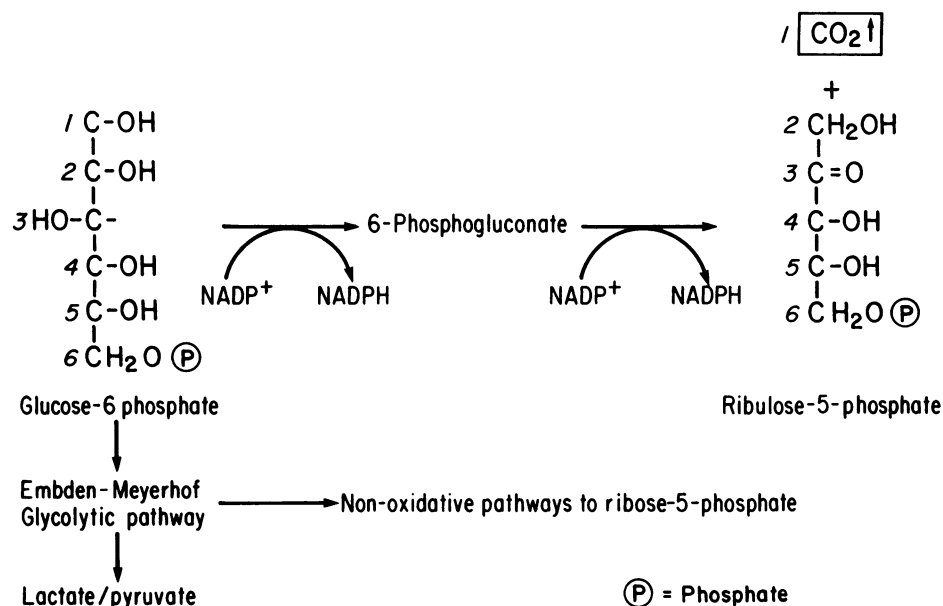 1 CO2↑
+
1 C-OH
2 C-OH
3 HO-C-
4 C-OH
5 C-OH
6 CH2O Ⓟ
Glucose-6 phosphate
NADP+ NADPH
6-Phosphogluconate
NADP+ NADPH
2 CH2OH
3 C=O
4 C-OH
5 C-OH
6 CH2O Ⓟ
Ribulose-5-phosphate
Embden-Meyerhof
Glycolytic pathway
Non-oxidative pathways to ribose-5-phosphate
Lactate/pyruvate
Ⓟ = Phosphate